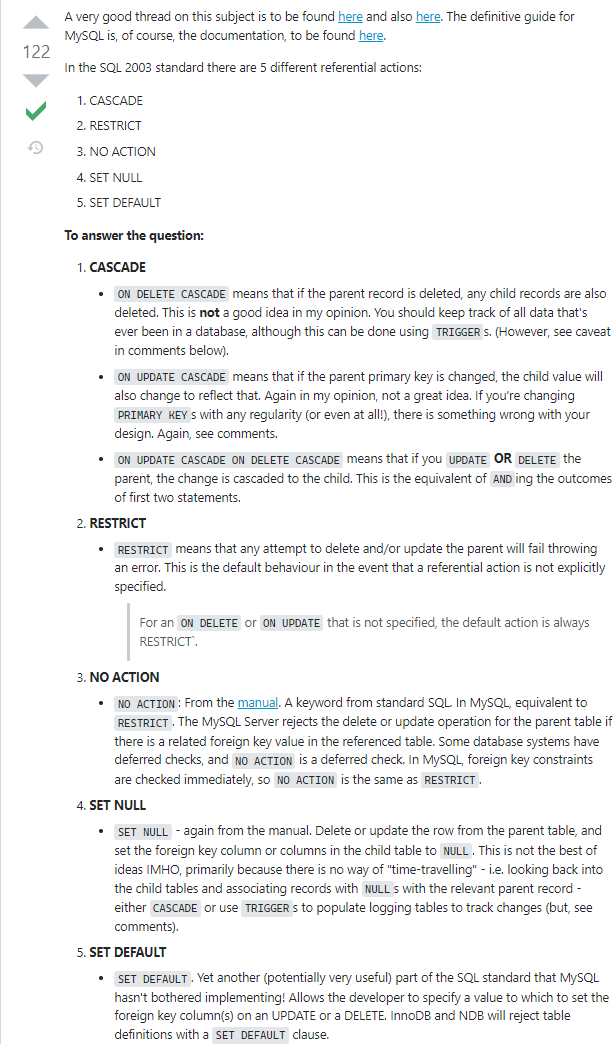 A very good thread on this subject is to be found here and also here. The definitive guide for
MySQL is, of course, the documentation, to be found here.
122
In the SQL 2003 standard there are 5 different referential actions:
1. CASCADE
2. RESTRICT
3. NO ACTION
4. SET NULL
5. SET DEFAULT
To answer the question:
1. CASCADE
• ON DELETE CASCADE means that if the parent record is deleted, any child records are also
deleted. This is not a good idea in my opinion. You should keep track of all data that's
ever been in a database, although this can be done using TRIGGERs. (However, see caveat
in comments below).
• ON UPDATE CASCADE means that if the parent primary key is changed, the child value will
also change to reflect that. Again in my opinion, not a great idea. If you're changing
PRIMARY KEYs with any regularity (or even at all!), there is something wrong with your
design. Again, see comments.
• ON UPDATE CASCADE ON DELETE CASCADE means that if you UPDATE OR DELETE the
parent, the change is cascaded to the child. This is the equivalent of ANDing the outcomes
of first two statements.
2. RESTRICT
• RESTRICT means that any attempt to delete and/or update the parent will fail throwing
an error. This is the default behaviour in the event that a referential action is not explicitly
specified.
For an ON DELETE or ON UPDATE that is not specified, the default action is always
RESTRICT`.
3. NO ACTION
• NO ACTION: From the manual. A keyword from standard SQL. In MySQL, equivalent to
RESTRICT. The MySQL Server rejects the delete or update operation for the parent table if
there is a related foreign key value in the referenced table. Some database systems have
deferred checks, and NO ACTION is a deferred check. In MySQL, foreign key constraints
are checked immediately, so NO ACTION is the same as RESTRICT.
4. SET NULL
• SET NULL - again from the manual. Delete or update the row from the parent table, and
set the foreign key column or columns in the child table to NULL. This is not the best of
ideas IMHO, primarily because there is no way of "time-travelling" - i.e. looking back into
the child tables and associating records with NULLs with the relevant parent record -
either CASCADE or use TRIGGERs to populate logging tables to track changes (but, see
comments).
5. SET DEFAULT
• SET DEFAULT. Yet another (potentially very useful) part of the SQL standard that MySQL
hasn't bothered implementing! Allows the developer to specify a value to which to set the
foreign key column(s) on an UPDATE or a DELETE. InnoDB and NDB will reject table
definitions with a SET DEFAULT clause.